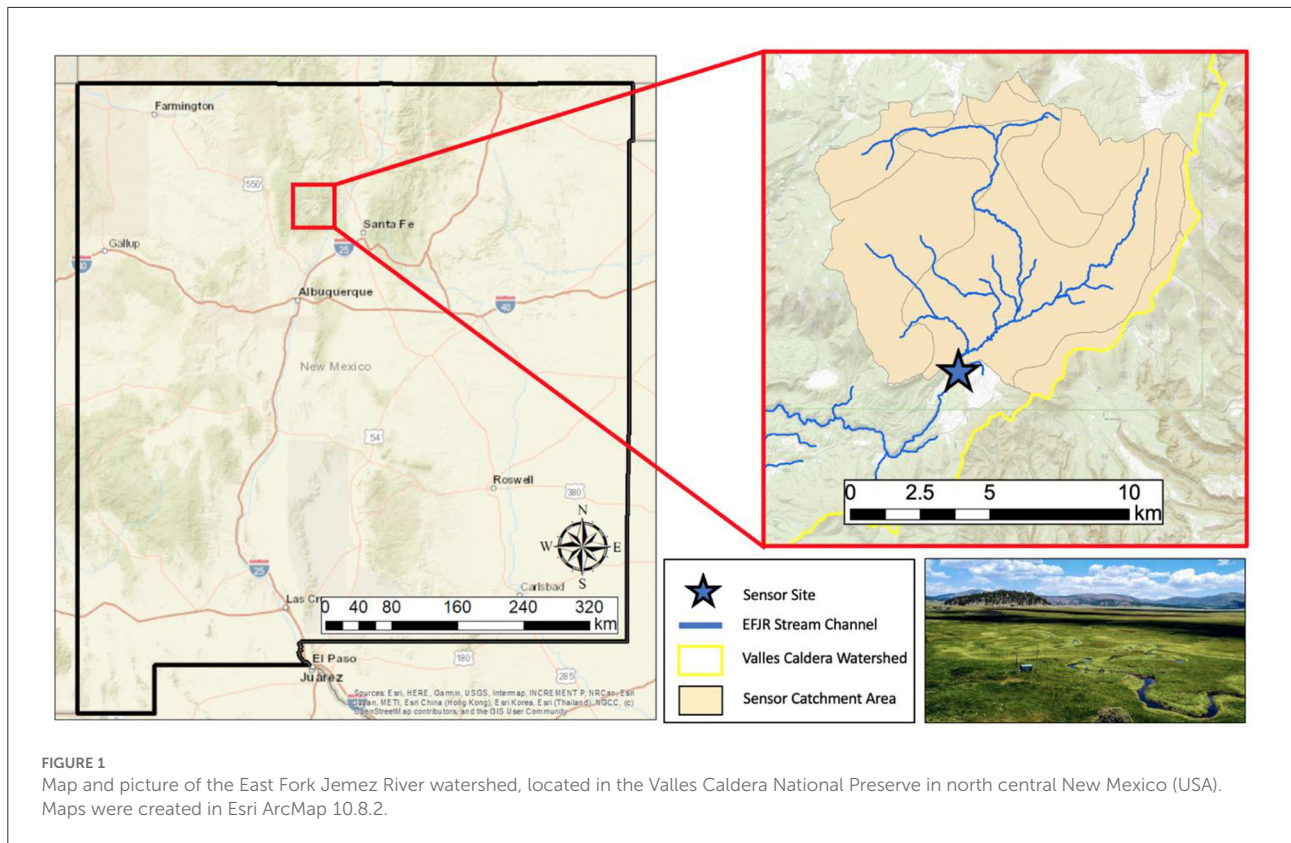 Farmington
550
Santa Fe
Gallup
25
40
Albuquerque
40
New Mexico
54
Roswell
380
N
W E
S
25
Carlsbad
Las Cru
0 40 80 160 240 320
km
El Paso
Juárez
180
285
Sources: Esri, HERE, Garmin, USGS, Intermap, INCREMENT P, NRCan, Esri
Japan, METI, Esri China (Hong Kong), Esri Korea, Esri (Thailand), NGCC, (c)
OpenStreetMap contributors, and the GIS User Community
0 2.5 5 10
km
Sensor Site
EFJR Stream Channel
Valles Caldera Watershed
Sensor Catchment Area
FIGURE 1
Map and picture of the East Fork Jemez River watershed, located in the Valles Caldera National Preserve in north central New Mexico (USA).
Maps were created in Esri ArcMap 10.8.2.